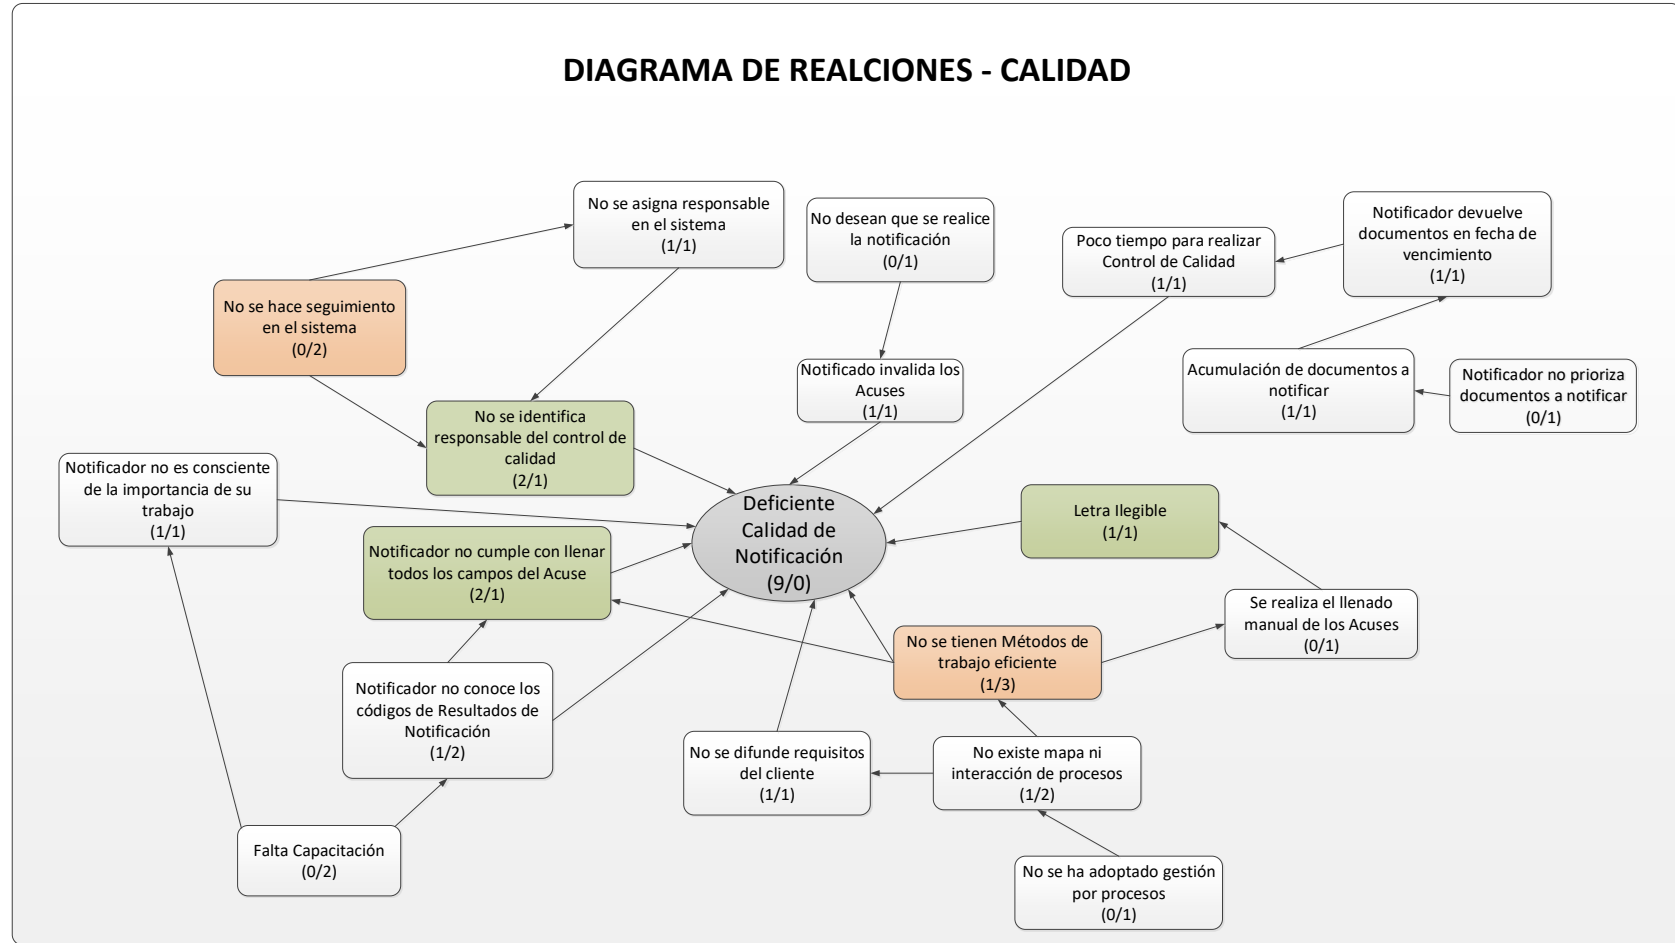 DIAGRAMA DE REALCIONES - CALIDAD
No se asigna responsable
en el sistema
(1/1)
No desean que se realice
la notificación
(0/1)
Poco tiempo para realizar
Control de Calidad
(1/1)
Notificador devuelve
documentos en fecha de
vencimiento
(1/1)
No se hace seguimiento
en el sistema
(0/2)
Notificado invalida los
Acuses
(1/1)
Acumulación de documentos a
notificar
(1/1)
Notificador no prioriza
documentos a notificar
(0/1)
No se identifica
responsable del control de
calidad
(2/1)
Notificador no es consciente
de la importancia de su
trabajo
(1/1)
Deficiente
Calidad de
Notificación
(9/0)
Letra Ilegible
(1/1)
Notificador no cumple con llenar
todos los campos del Acuse
(2/1)
Se realiza el llenado
manual de los Acuses
(0/1)
No se tienen Métodos de
trabajo eficiente
(1/3)
Notificador no conoce los
códigos de Resultados de
Notificación
(1/2)
No se difunde requisitos
del cliente
(1/1)
No existe mapa ni
interacción de procesos
(1/2)
Falta Capacitación
(0/2)
No se ha adoptado gestión
por procesos
(0/1)